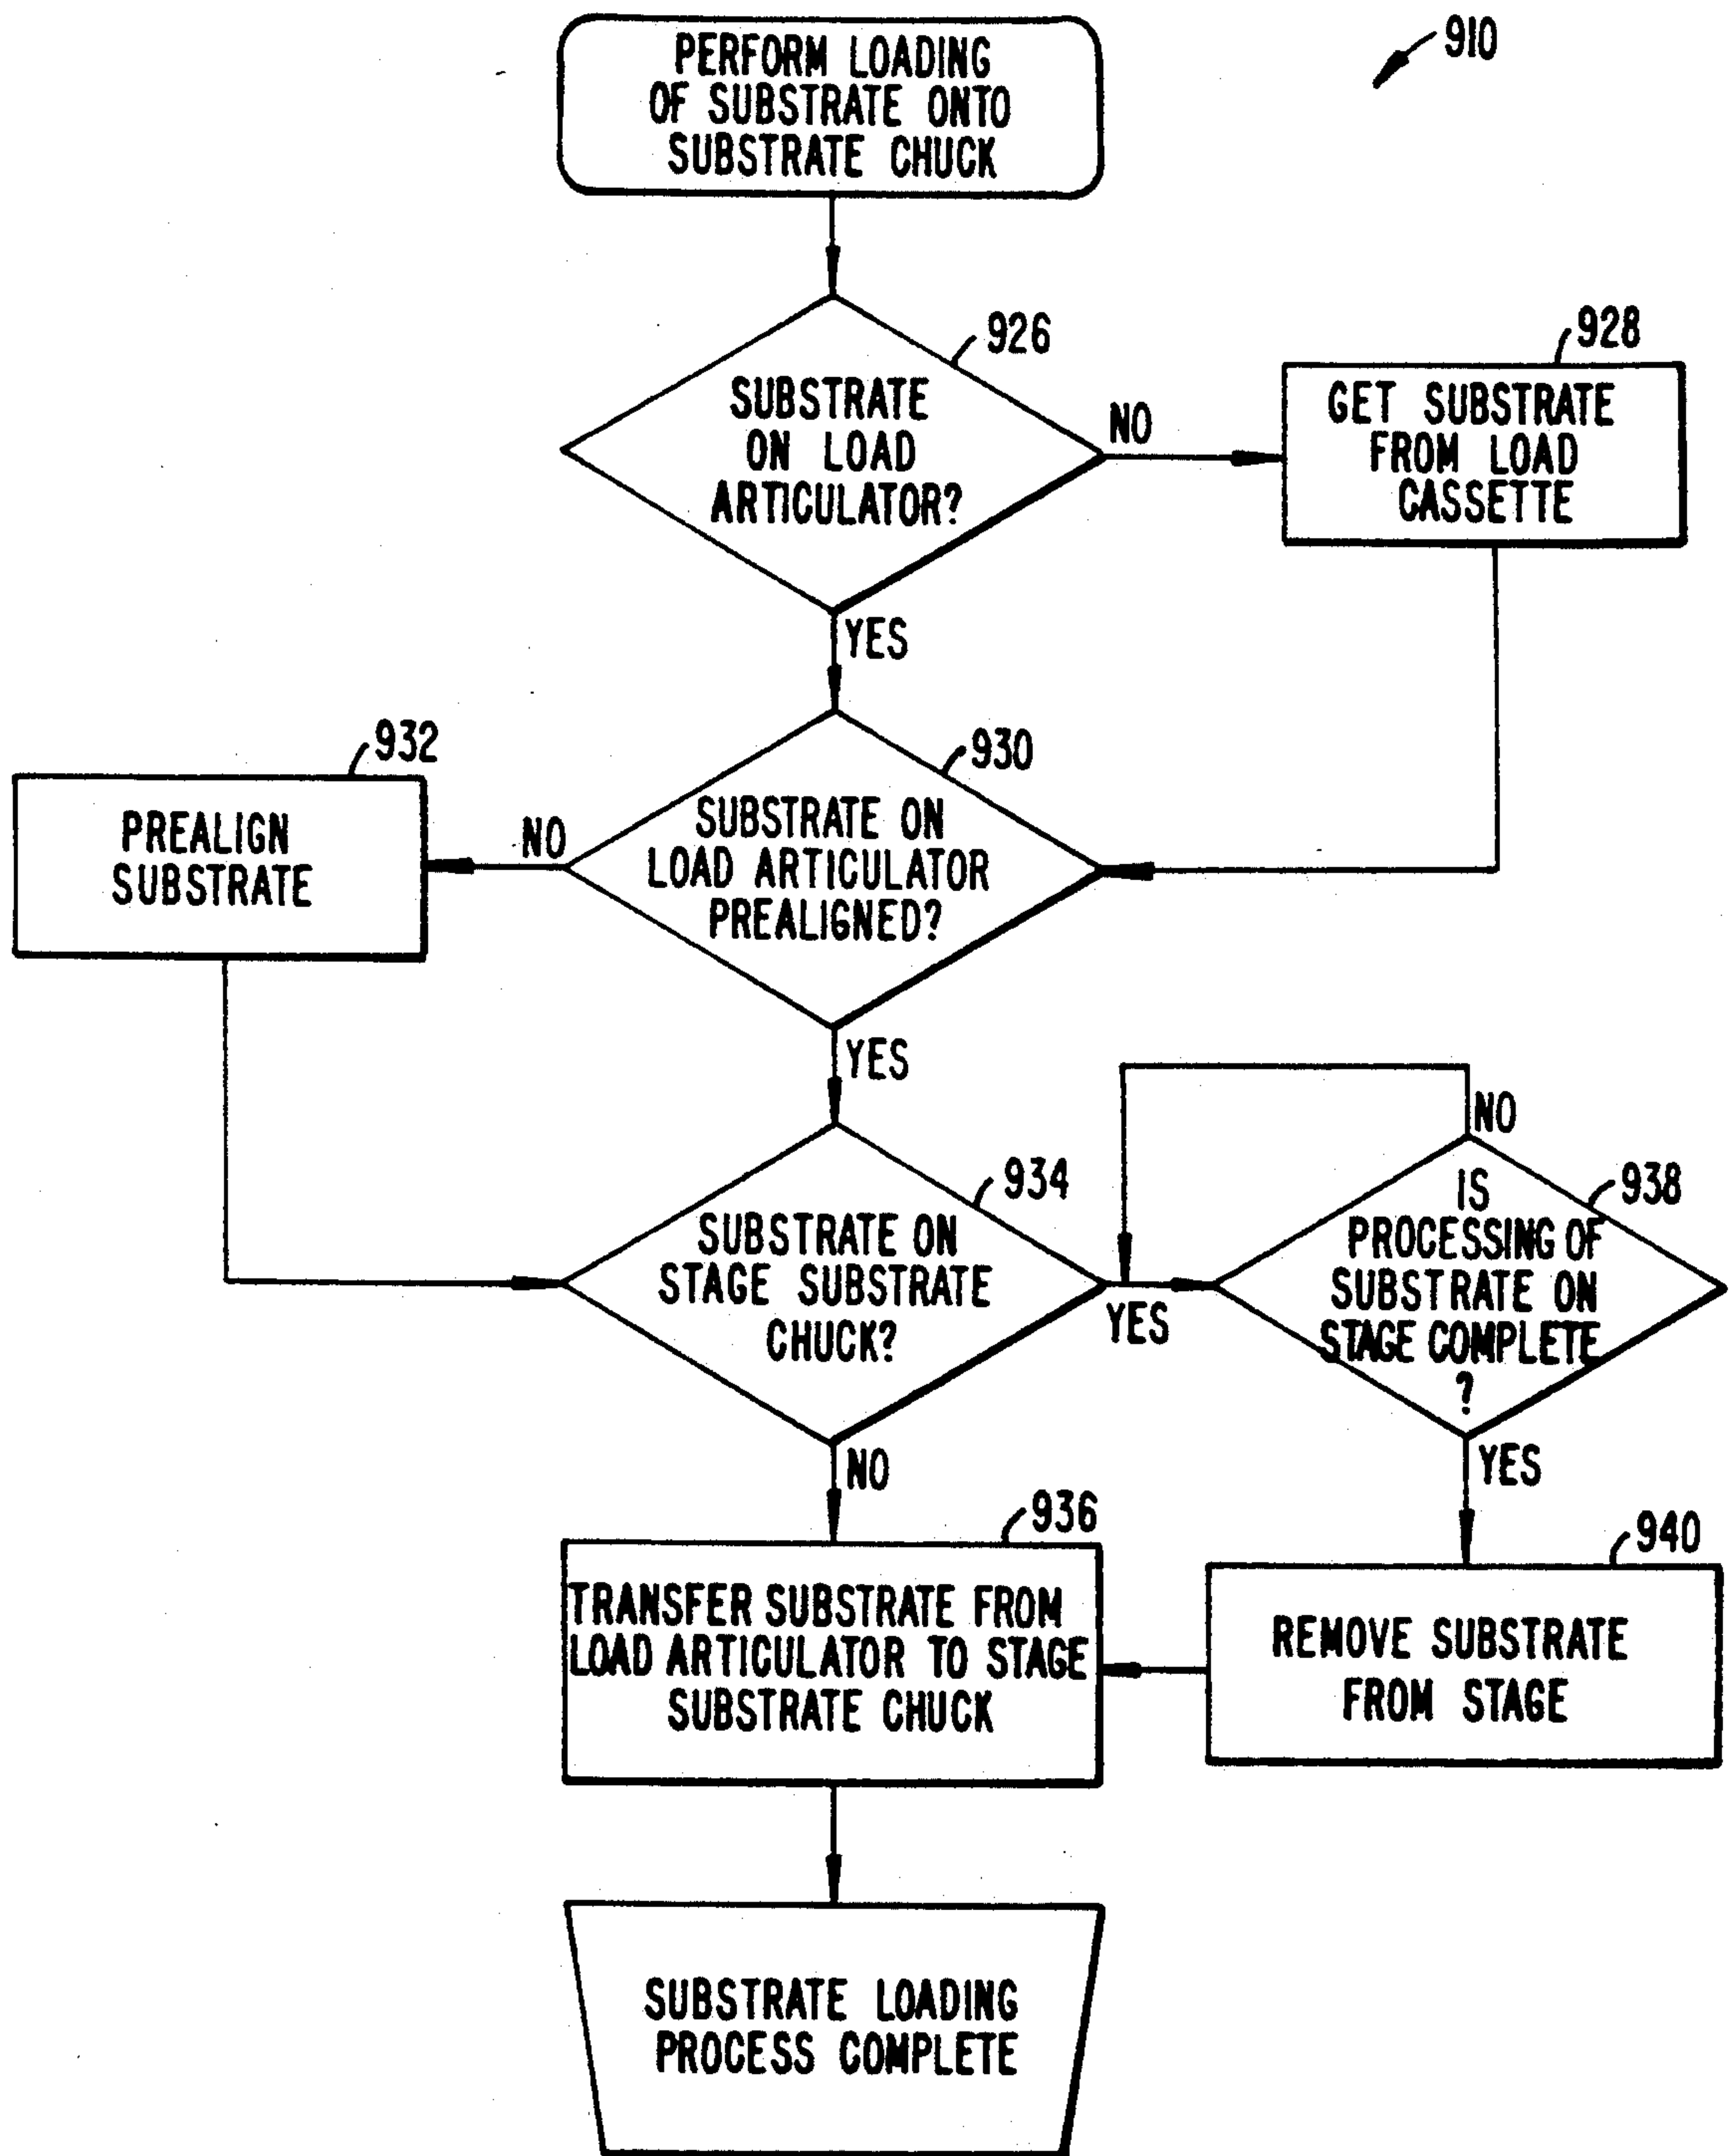 910
PERFORM LOADING
OF SUBSTRATE ONTO
SUBSTRATE CHUCK
926
SUBSTRATE
ON LOAD
ARTICULATOR?
NO
928
GET SUBSTRATE
FROM LOAD
CASSETTE
YES
930
SUBSTRATE ON
LOAD ARTICULATOR
PREALIGNED?
NO
932
PREALIGN
SUBSTRATE
YES
934
SUBSTRATE ON
STAGE SUBSTRATE
CHUCK?
YES
NO
938
IS
PROCESSING OF
SUBSTRATE ON
STAGE COMPLETE
?
YES
NO
936
TRANSFER SUBSTRATE FROM
LOAD ARTICULATOR TO STAGE
SUBSTRATE CHUCK
940
REMOVE SUBSTRATE
FROM STAGE
SUBSTRATE LOADING
PROCESS COMPLETE